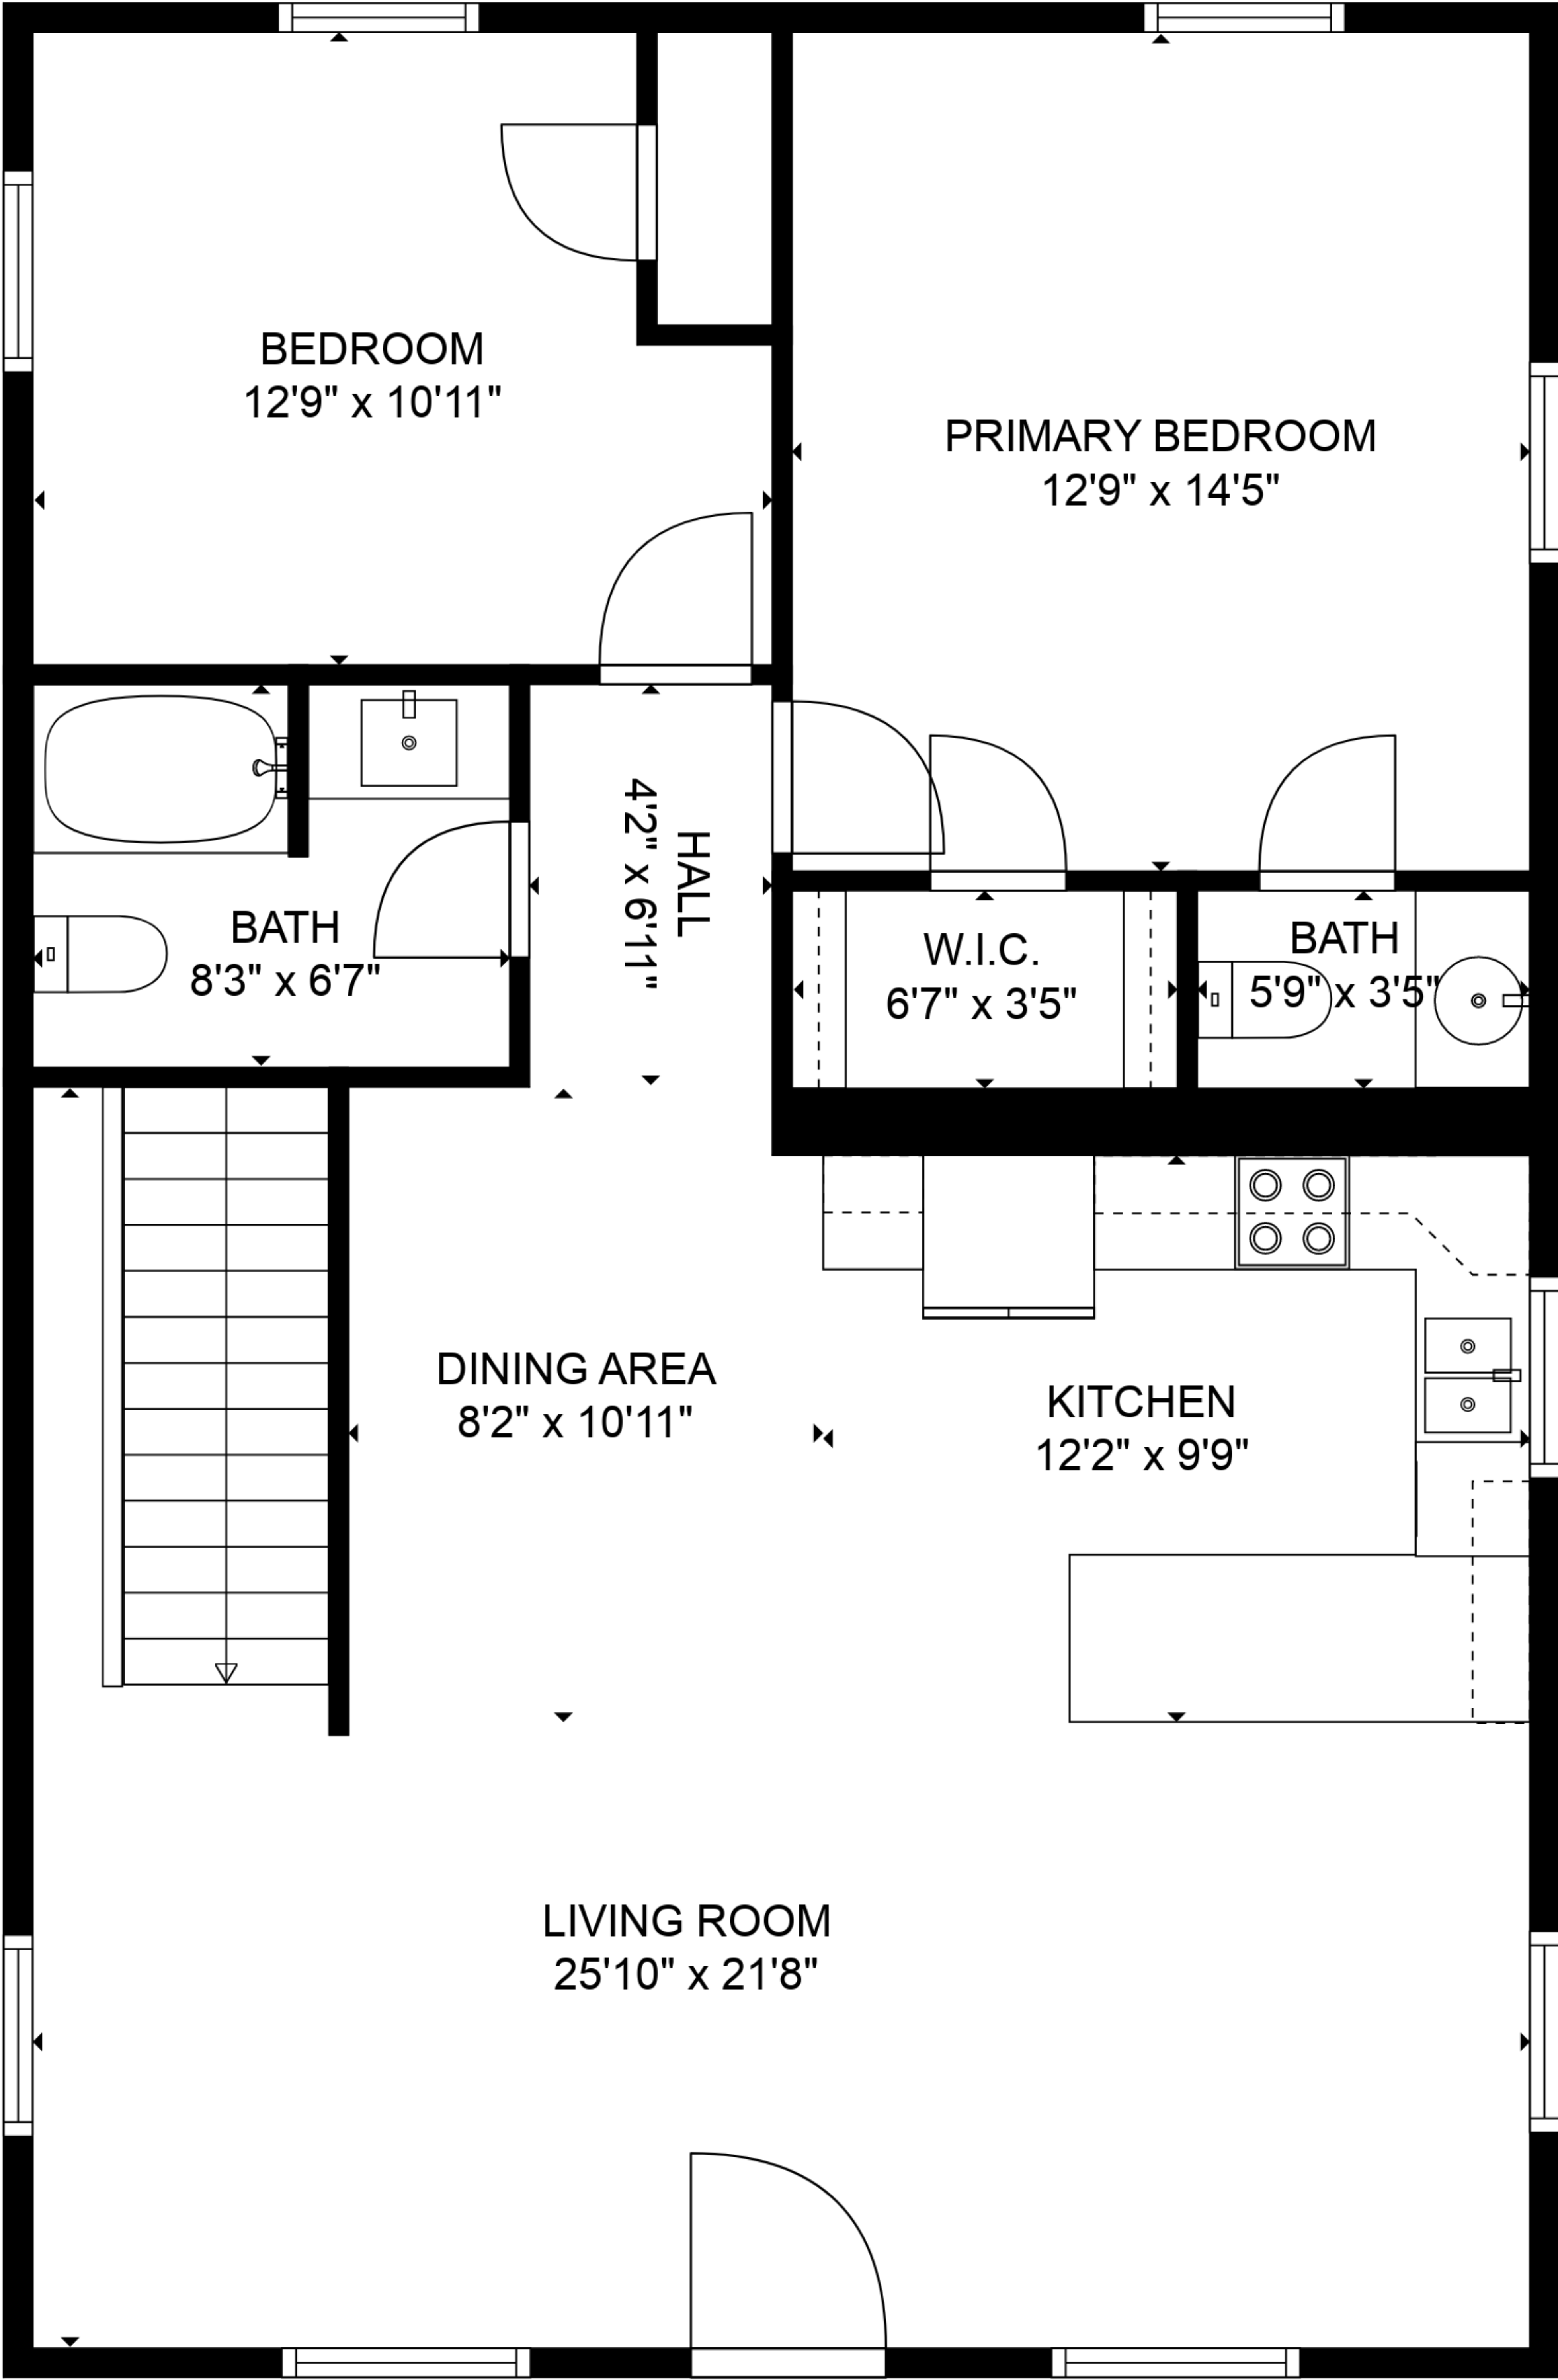 BEDROOM
12'9" x 10'11"
PRIMARY BEDROOM
12'9" x 14'5"
HALL
4'2" x 6'11"
BATH
8'3" x 6'7"
W.I.C.
6'7" x 3'5"
BATH
5'9" x 3'5"
DINING AREA
8'2" x 10'11"
KITCHEN
12'2" x 9'9"
LIVING ROOM
25'10" x 21'8"